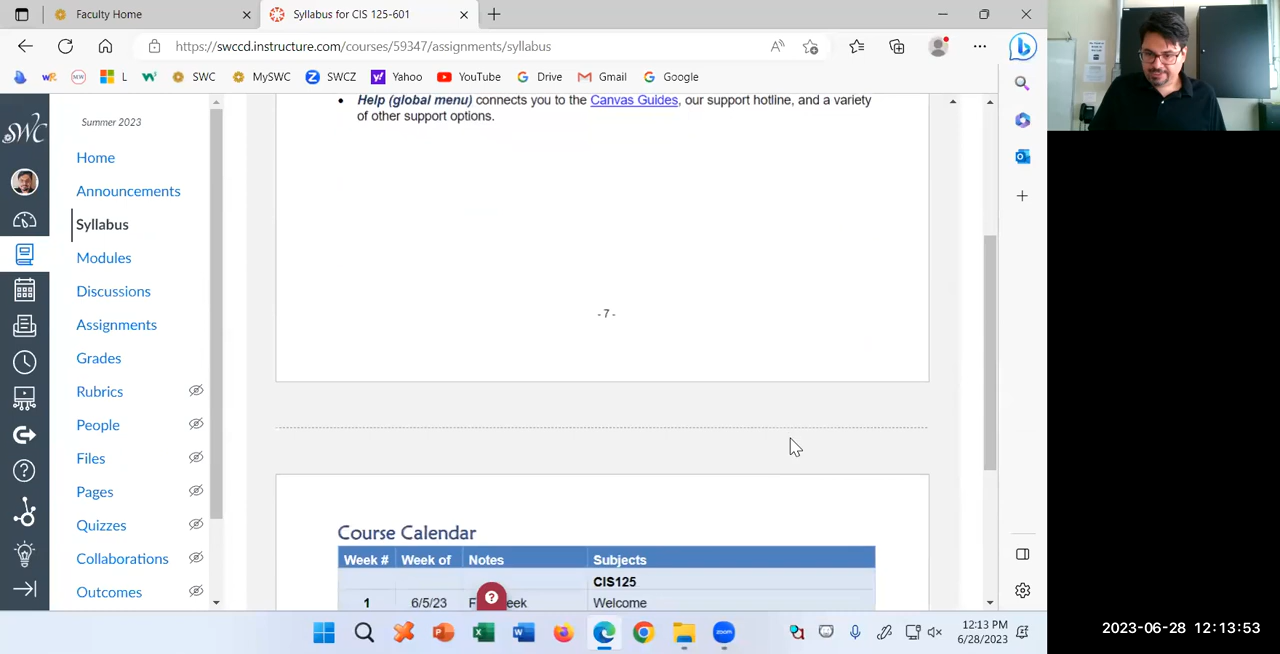 Faculty Home
Syllabus for CIS 125-601
https://swccd.instructure.com/courses/59347/assignments/syllabus
L
SWC
MySWC
SWCZ
Yahoo
YouTube
Drive
Gmail
Google
SWC
Summer 2023
Home
Announcements
Syllabus
Modules
Discussions
Assignments
Grades
Rubrics
People
Files
Pages
Quizzes
Collaborations
Outcomes
• Help (global menu) connects you to the Canvas Guides, our support hotline, and a variety
of other support options.
- 7 -
Course Calendar
Week # Week of Notes Subjects
CIS125
1 6/5/23 Welcome
12:13 PM
6/28/2023
zoom
2023-06-28 12:13:53